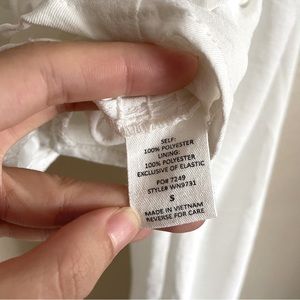 SELF:
100% POLYESTER
LINING:
100% POLYESTER
EXCLUSIVE OF ELASTIC
PO# 7249
STYLE# WN9731
S
MADE IN VIETNAM
REVERSE FOR CARE